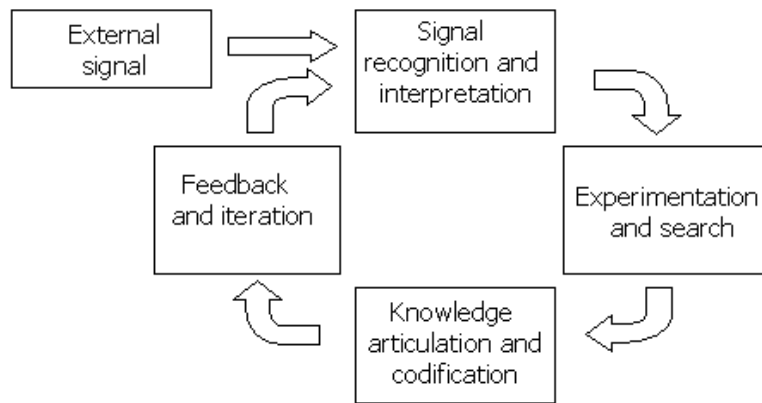 External
signal
Signal
recognition and
interpretation
Feedback
and iteration
Experimentation
and search
Knowledge
articulation and
codification